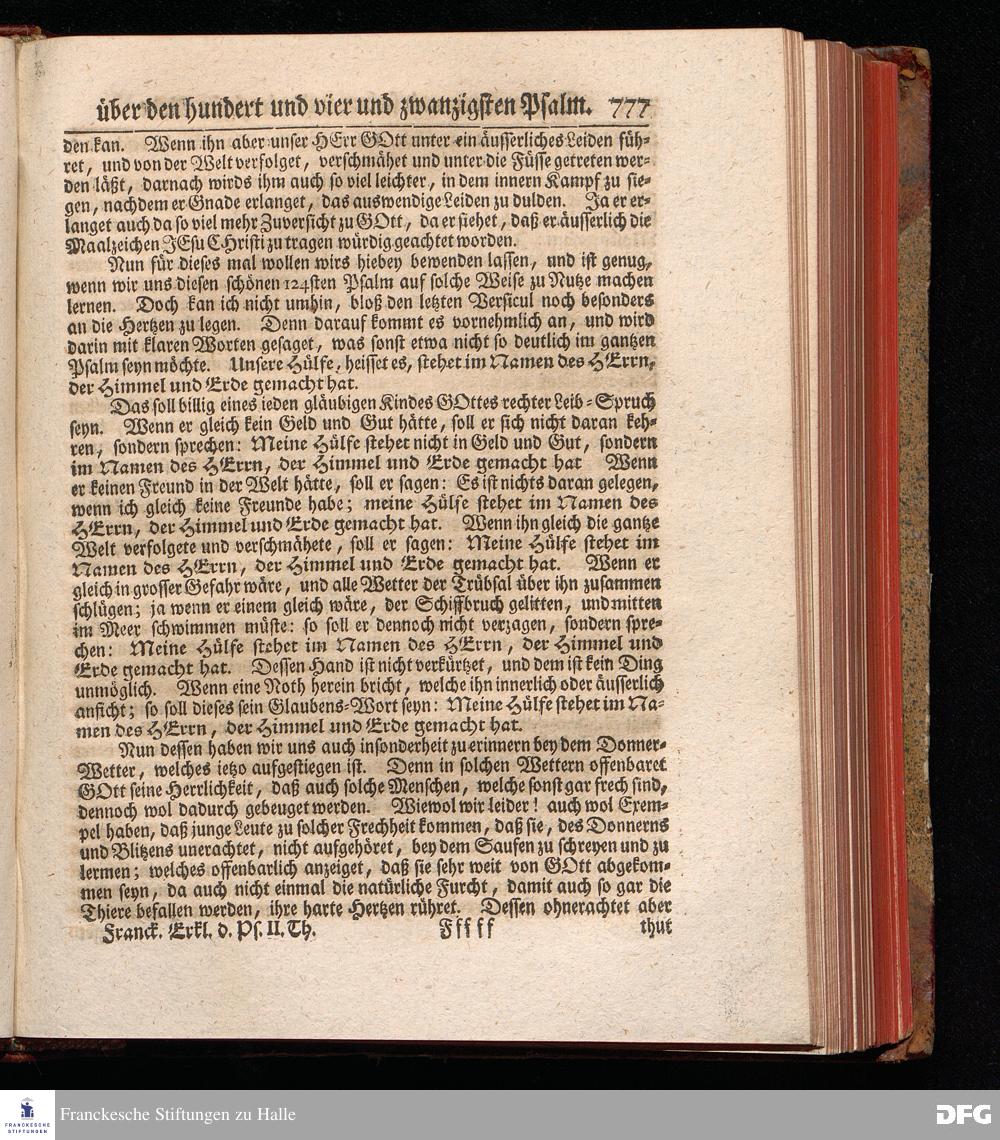 über den hundert und vier und zwanzigsten Psalm. 777
den kan. Wenn ihn aber unser HErr GOtt unter ein äusserliches Leiden füh-
ret, und von der Welt verfolget, verschmähet und unter die Füsse getreten wer-
den läßt, darnach wirds ihm auch so viel leichter, in dem innern Kampf zu sie-
gen, nachdem er Gnade erlanget, das auswendige Leiden zu dulden. Ja er er-
langet auch da so viel mehr Zuversicht zu GOtt, da er siehet, daß er äusserlich die
Maalzeichen JEsu CHristi zu tragen würdig geachtet worden.
Nun für dieses mal wollen wirs hiebey bewenden lassen, und ist genug,
wenn wir uns diesen schönen 124sten Psalm auf solche Weise zu Nutze machen
lernen. Doch kan ich nicht umhin, bloß den letzten Versicul noch besonders
an die Hertzen zu legen. Denn darauf kommt es vornehmlich an, und wird
darin mit klaren Worten gesaget, was sonst etwa nicht so deutlich im gantzen
Psalm seyn möchte. Unsere Hülfe, heisset es, stehet im Namen des HErrn,
der Himmel und Erde gemacht hat.
Das soll billig eines ieden gläubigen Kindes GOttes rechter Leib-Spruch
seyn. Wenn er gleich kein Geld und Gut hätte, soll er sich nicht daran keh-
ren, sondern sprechen: Meine Hülfe stehet nicht in Geld und Gut, sondern
im Namen des HErrn, der Himmel und Erde gemacht hat Wenn
er keinen Freund in der Welt hätte, soll er sagen: Es ist nichts daran gelegen,
wenn ich gleich keine Freunde habe; meine Hülfe stehet im Namen des
HErrn, der Himmel und Erde gemacht hat. Wenn ihn gleich die gantze
Welt verfolgete und verschmähete, soll er sagen: Meine Hülfe stehet im
Namen des HErrn, der Himmel und Erde gemacht hat. Wenn er
gleich in grosser Gefahr wäre, und alle Wetter der Trübsal über ihn zusammen
schlügen; ja wenn er einem gleich wäre, der Schiffbruch gelitten, und mitten
im Meer schwimmen müste: so soll er dennoch nicht verzagen, sondern spre-
chen: Meine Hülfe stehet im Namen des HErrn, der Himmel und
Erde gemacht hat. Dessen Hand ist nicht verkürtzet, und dem ist kein Ding
unmöglich. Wenn eine Noth herein bricht, welche ihn innerlich oder äusserlich
anficht; so soll dieses sein Glaubens-Wort seyn: Meine Hülfe stehet im Na-
men des HErrn, der Himmel und Erde gemacht hat.
Nun dessen haben wir uns auch insonderheit zu erinnern bey dem Donner-
Wetter, welches ietzo aufgestiegen ist. Denn in solchen Wettern offenbaret
GOtt seine Herrlichkeit, daß auch solche Menschen, welche sonst gar frech sind,
dennoch wol dadurch gebeuget werden. Wiewol wir leider! auch wol Exem-
pel haben, daß junge Leute zu solcher Frechheit kommen, daß sie, des Donnerns
und Blitzens unerachtet, nicht aufgehöret, bey dem Saufen zu schreyen und zu
lermen; welches offenbarlich anzeiget, daß sie sehr weit von GOtt abgekom-
men seyn, da auch nicht einmal die natürliche Furcht, damit auch so gar die
Thiere befallen werden, ihre harte Hertzen rühret. Dessen ohnerachtet aber
Franck. Erkl. d. Ps. II. Th. F f f f f thut
FRANCKESCHE
STIFTUNGEN
Franckesche Stiftungen zu Halle
DFG